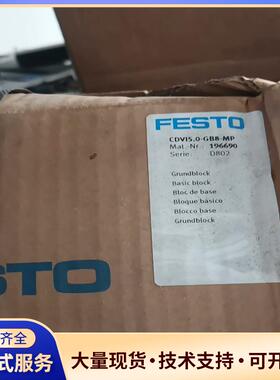 FESTO
CDVI5.0-GB8-MP
Mat.-Nr.: 196690
Serie: D802
Grundblock
Basic block
Bloc de base
Bloque básico
Blocco base
Grundblock
STO
齐全
式服务
大量现货·技术支持·可开